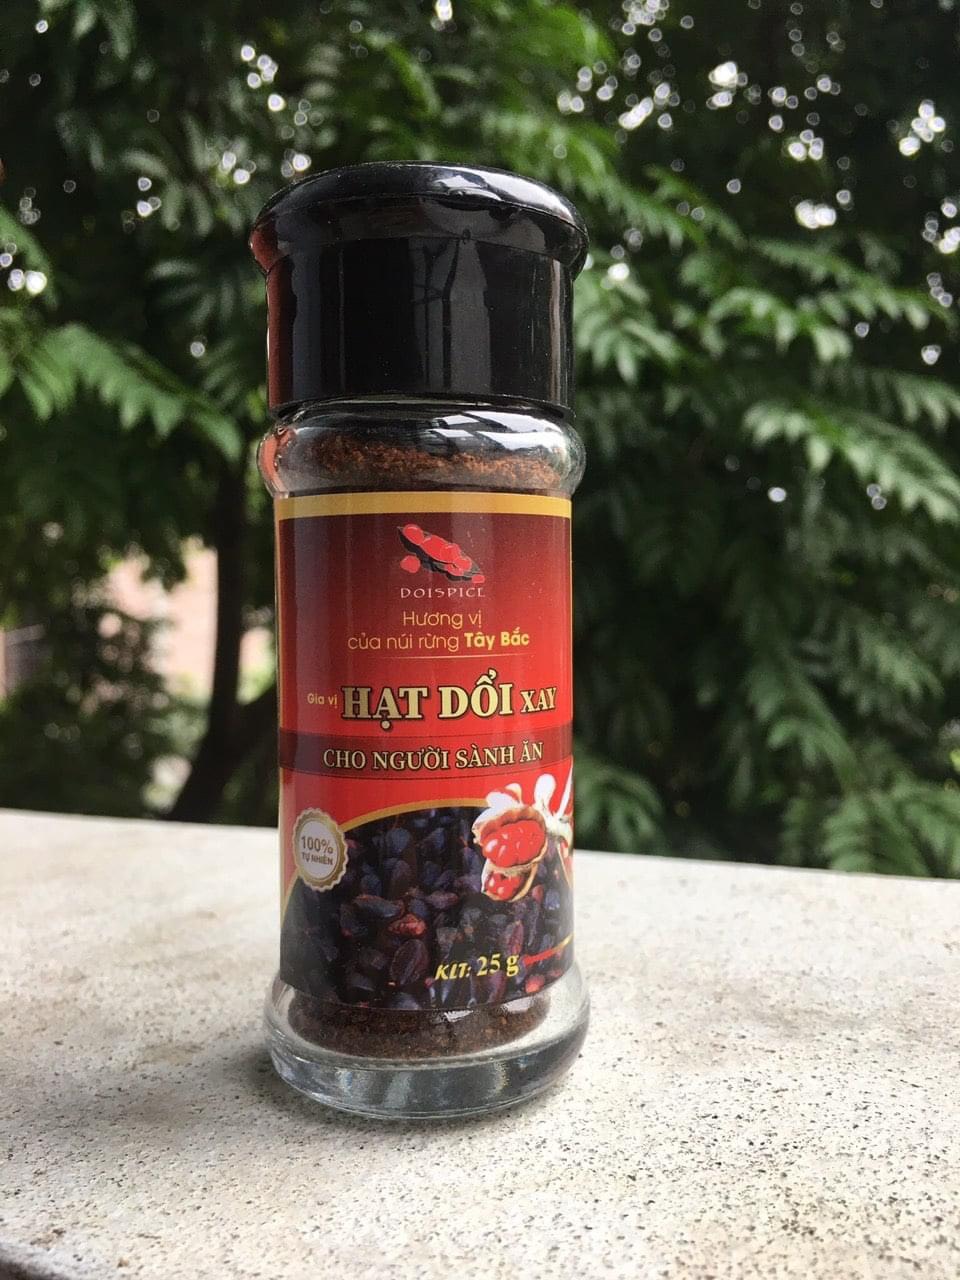 DOISPICE
Hương vị
của núi rừng Tây Bắc
Gia vị HẠT DỔI XAY
CHO NGƯỜI SÀNH ĂN
100%
TỰ NHIÊN
KLT: 25 g